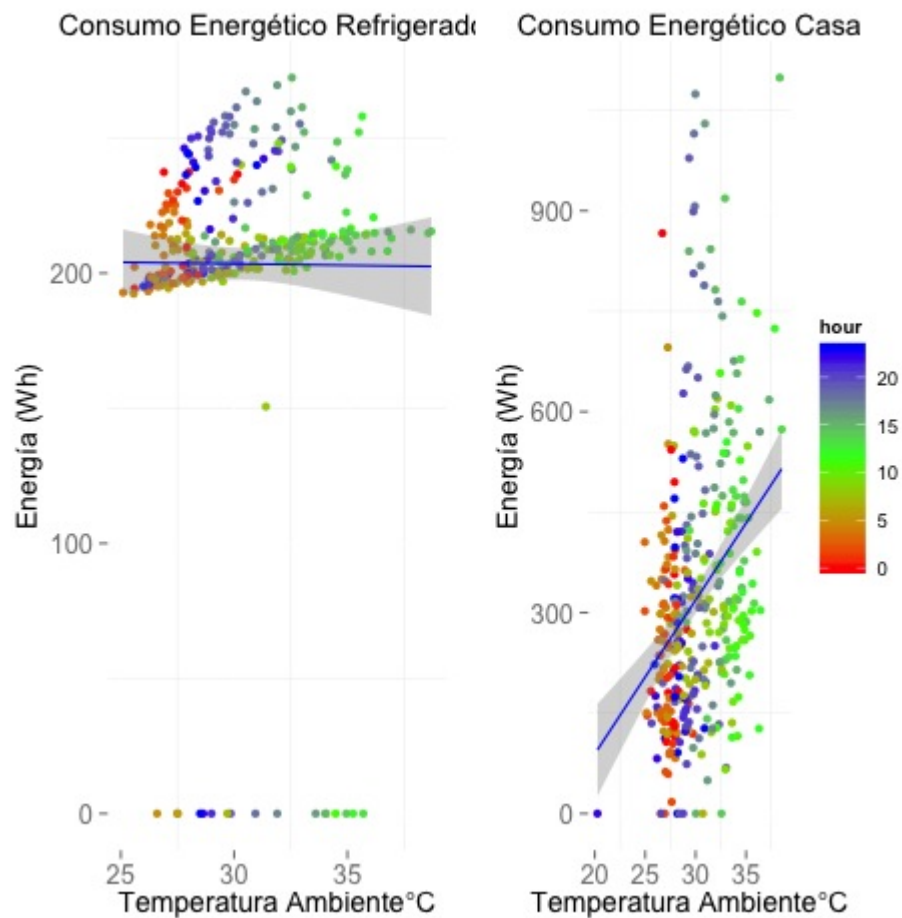 Consumo Energético Refrigerado
Energía (Wh)
200
100
0
25
30
35
Temperatura Ambiente°C
Consumo Energético Casa
Energía (Wh)
900
600
300
0
20
25
30
35
Temperatura Ambiente°C
hour
20
15
10
5
0